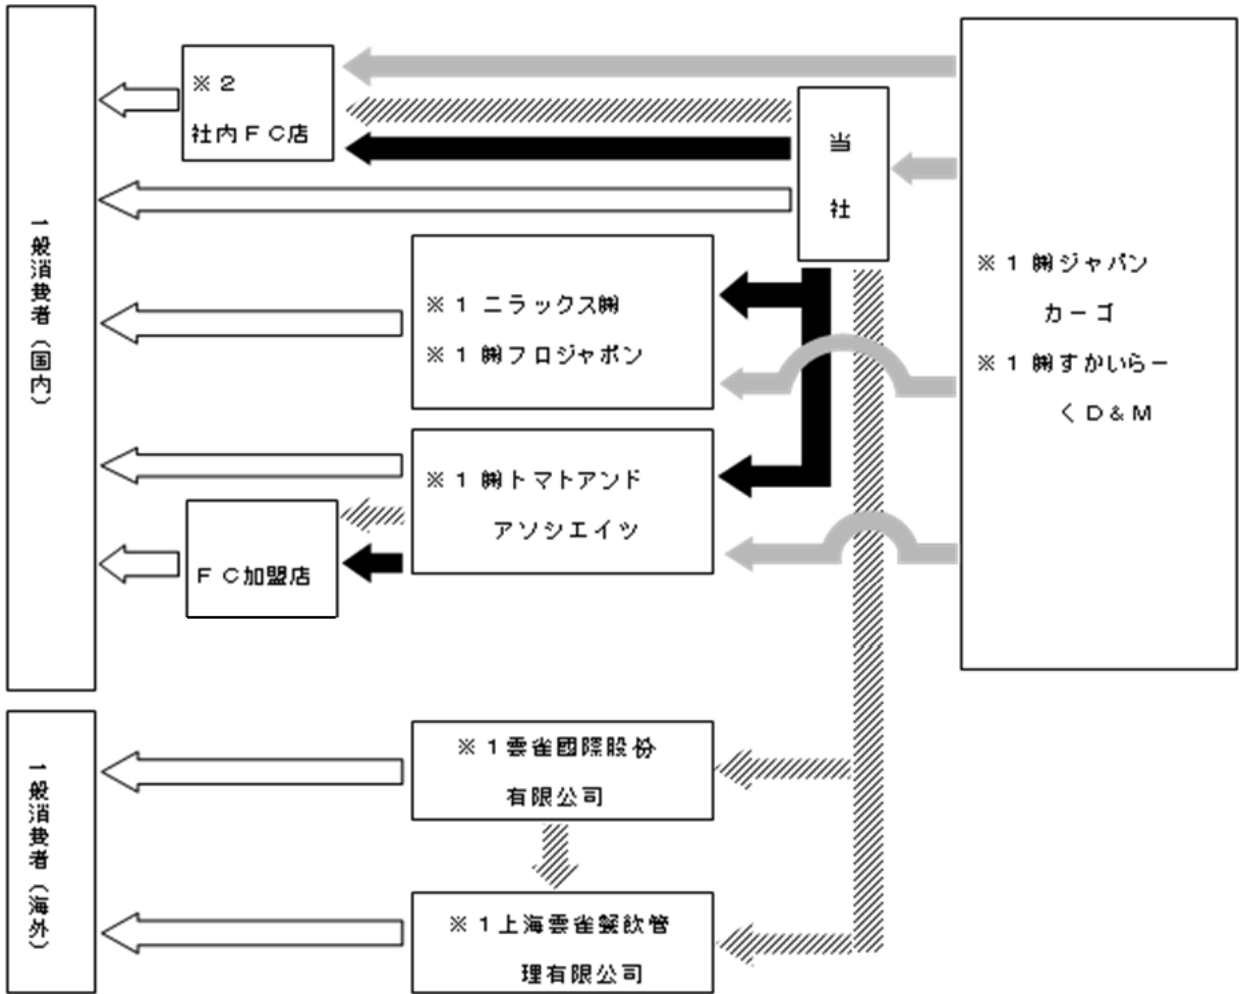 一般消費者（国内）
※２
社内ＦＣ店
当
社
※１㈱ジャパン
カーゴ
※１㈱すかいらー
くＤ＆Ｍ
※１ニラックス㈱
※１㈱フロジャポン
※１㈱トマトアンド
アソシエイツ
ＦＣ加盟店
一般消費者（海外）
※１雲雀國際股份
有限公司
※１上海雲雀餐飲管
理有限公司